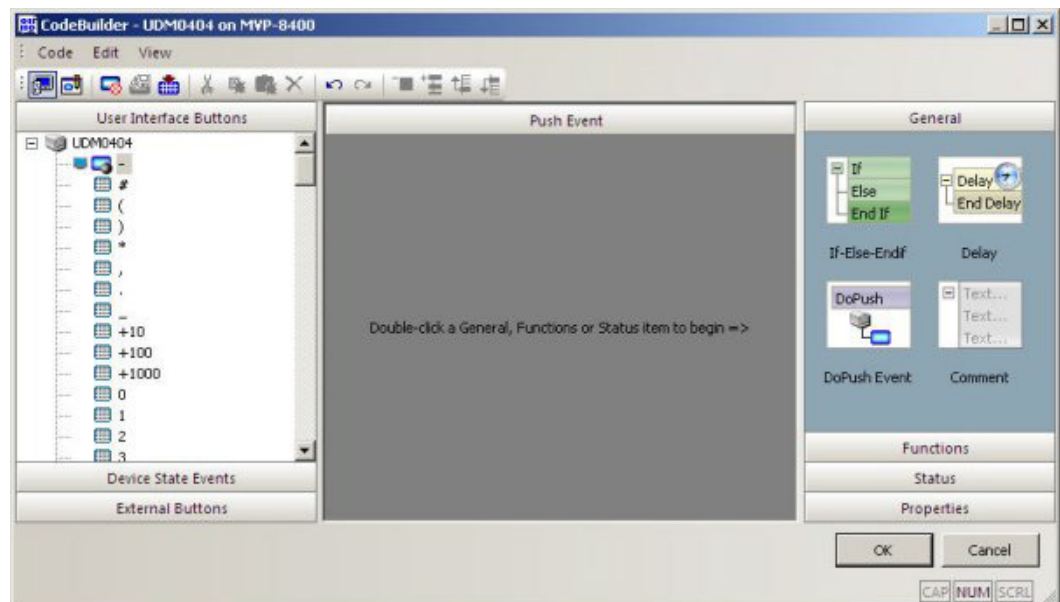 CodeBuilder - UDM0404 on MVP-8400
Code Edit View
User Interface Buttons
UDM0404
-
#
(
)
*
,
.
_
+10
+100
+1000
0
1
2
3
Device State Events
External Buttons
Push Event
Double-click a General, Functions or Status item to begin =>
General
If
Else
End If
Delay
End Delay
If-Else-Endif
Delay
DoPush
Text...
Text...
Text...
DoPush Event
Comment
Functions
Status
Properties
OK
Cancel
CAP NUM SCRL